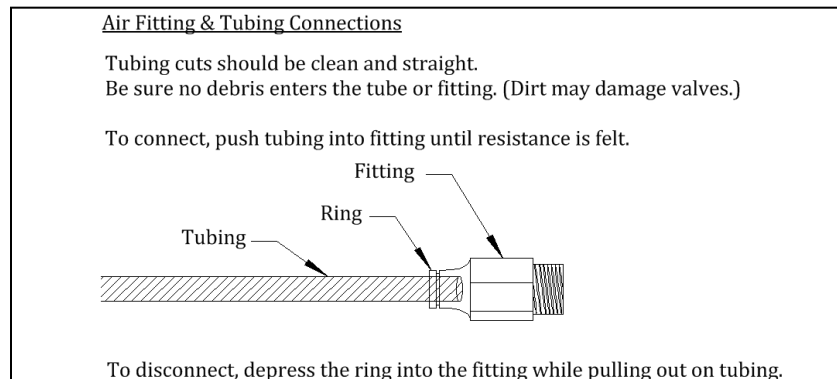 Air Fitting & Tubing Connections
Tubing cuts should be clean and straight.
Be sure no debris enters the tube or fitting. (Dirt may damage valves.)
To connect, push tubing into fitting until resistance is felt.
Fitting
Ring
Tubing
To disconnect, depress the ring into the fitting while pulling out on tubing.